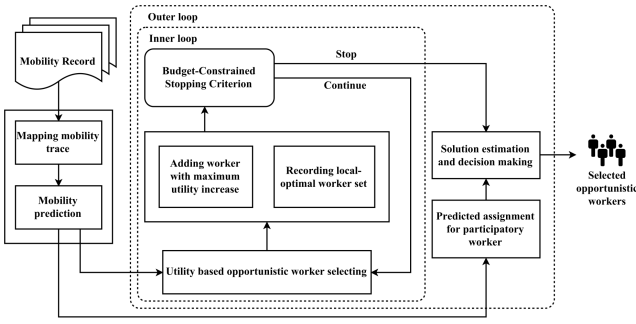 Outer loop
Inner loop
Mobility Record
Budget-Constrained
Stopping Criterion
Stop
Continue
Mapping mobility
trace
Mobility
prediction
Adding worker
with maximum
utility increase
Recording local-
optimal worker set
Utility based opportunistic worker selecting
Solution estimation
and decision making
Predicted assignment
for participatory
worker
Selected
opportunistic
workers